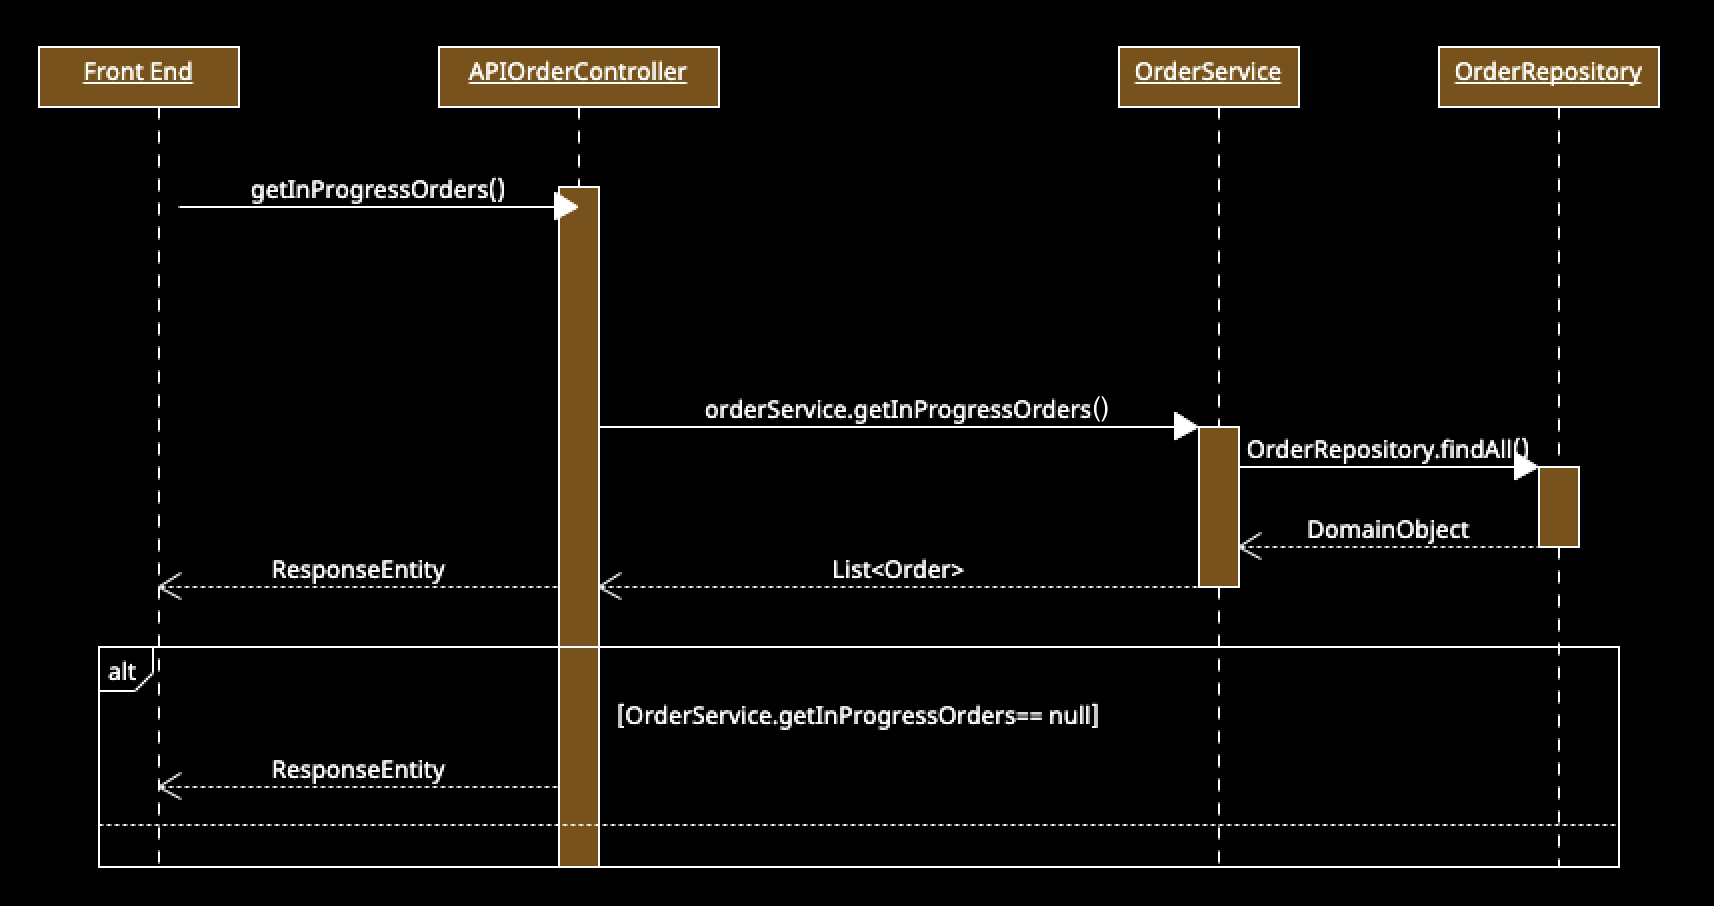 Front End
APIOrderController
OrderService
OrderRepository
getInProgressOrders()
orderService.getInProgressOrders()
OrderRepository.findAll()
DomainObject
ResponseEntity
List<Order>
alt
[OrderService.getInProgressOrders== null]
ResponseEntity